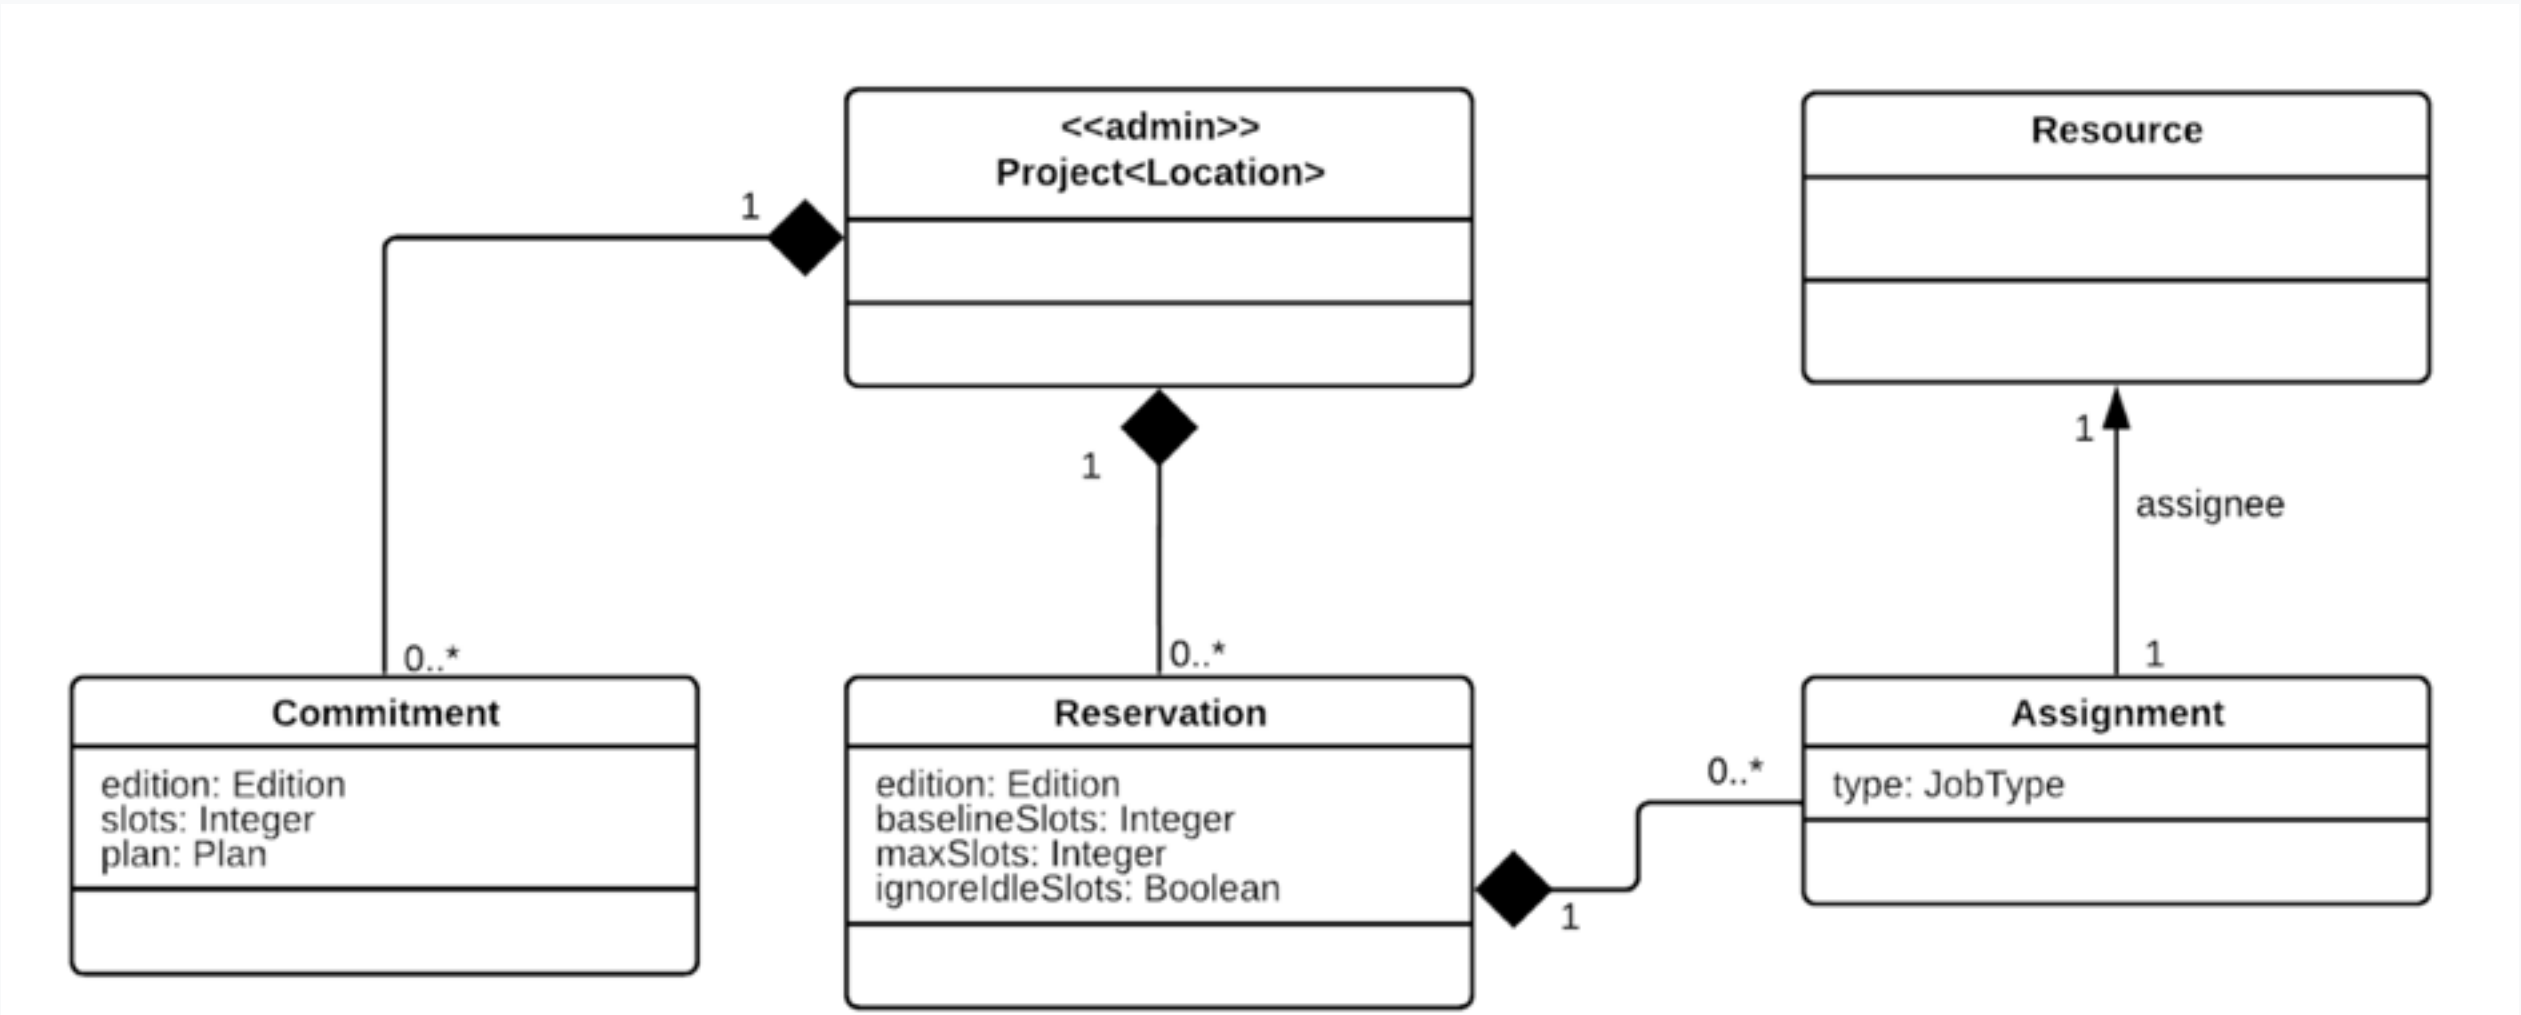 <<admin>>
Project<Location>
Resource
1
1
1
assignee
0..*
0..*
1
Commitment
edition: Edition
slots: Integer
plan: Plan
Reservation
edition: Edition
baselineSlots: Integer
maxSlots: Integer
ignoreIdleSlots: Boolean
1
0..*
Assignment
type: JobType